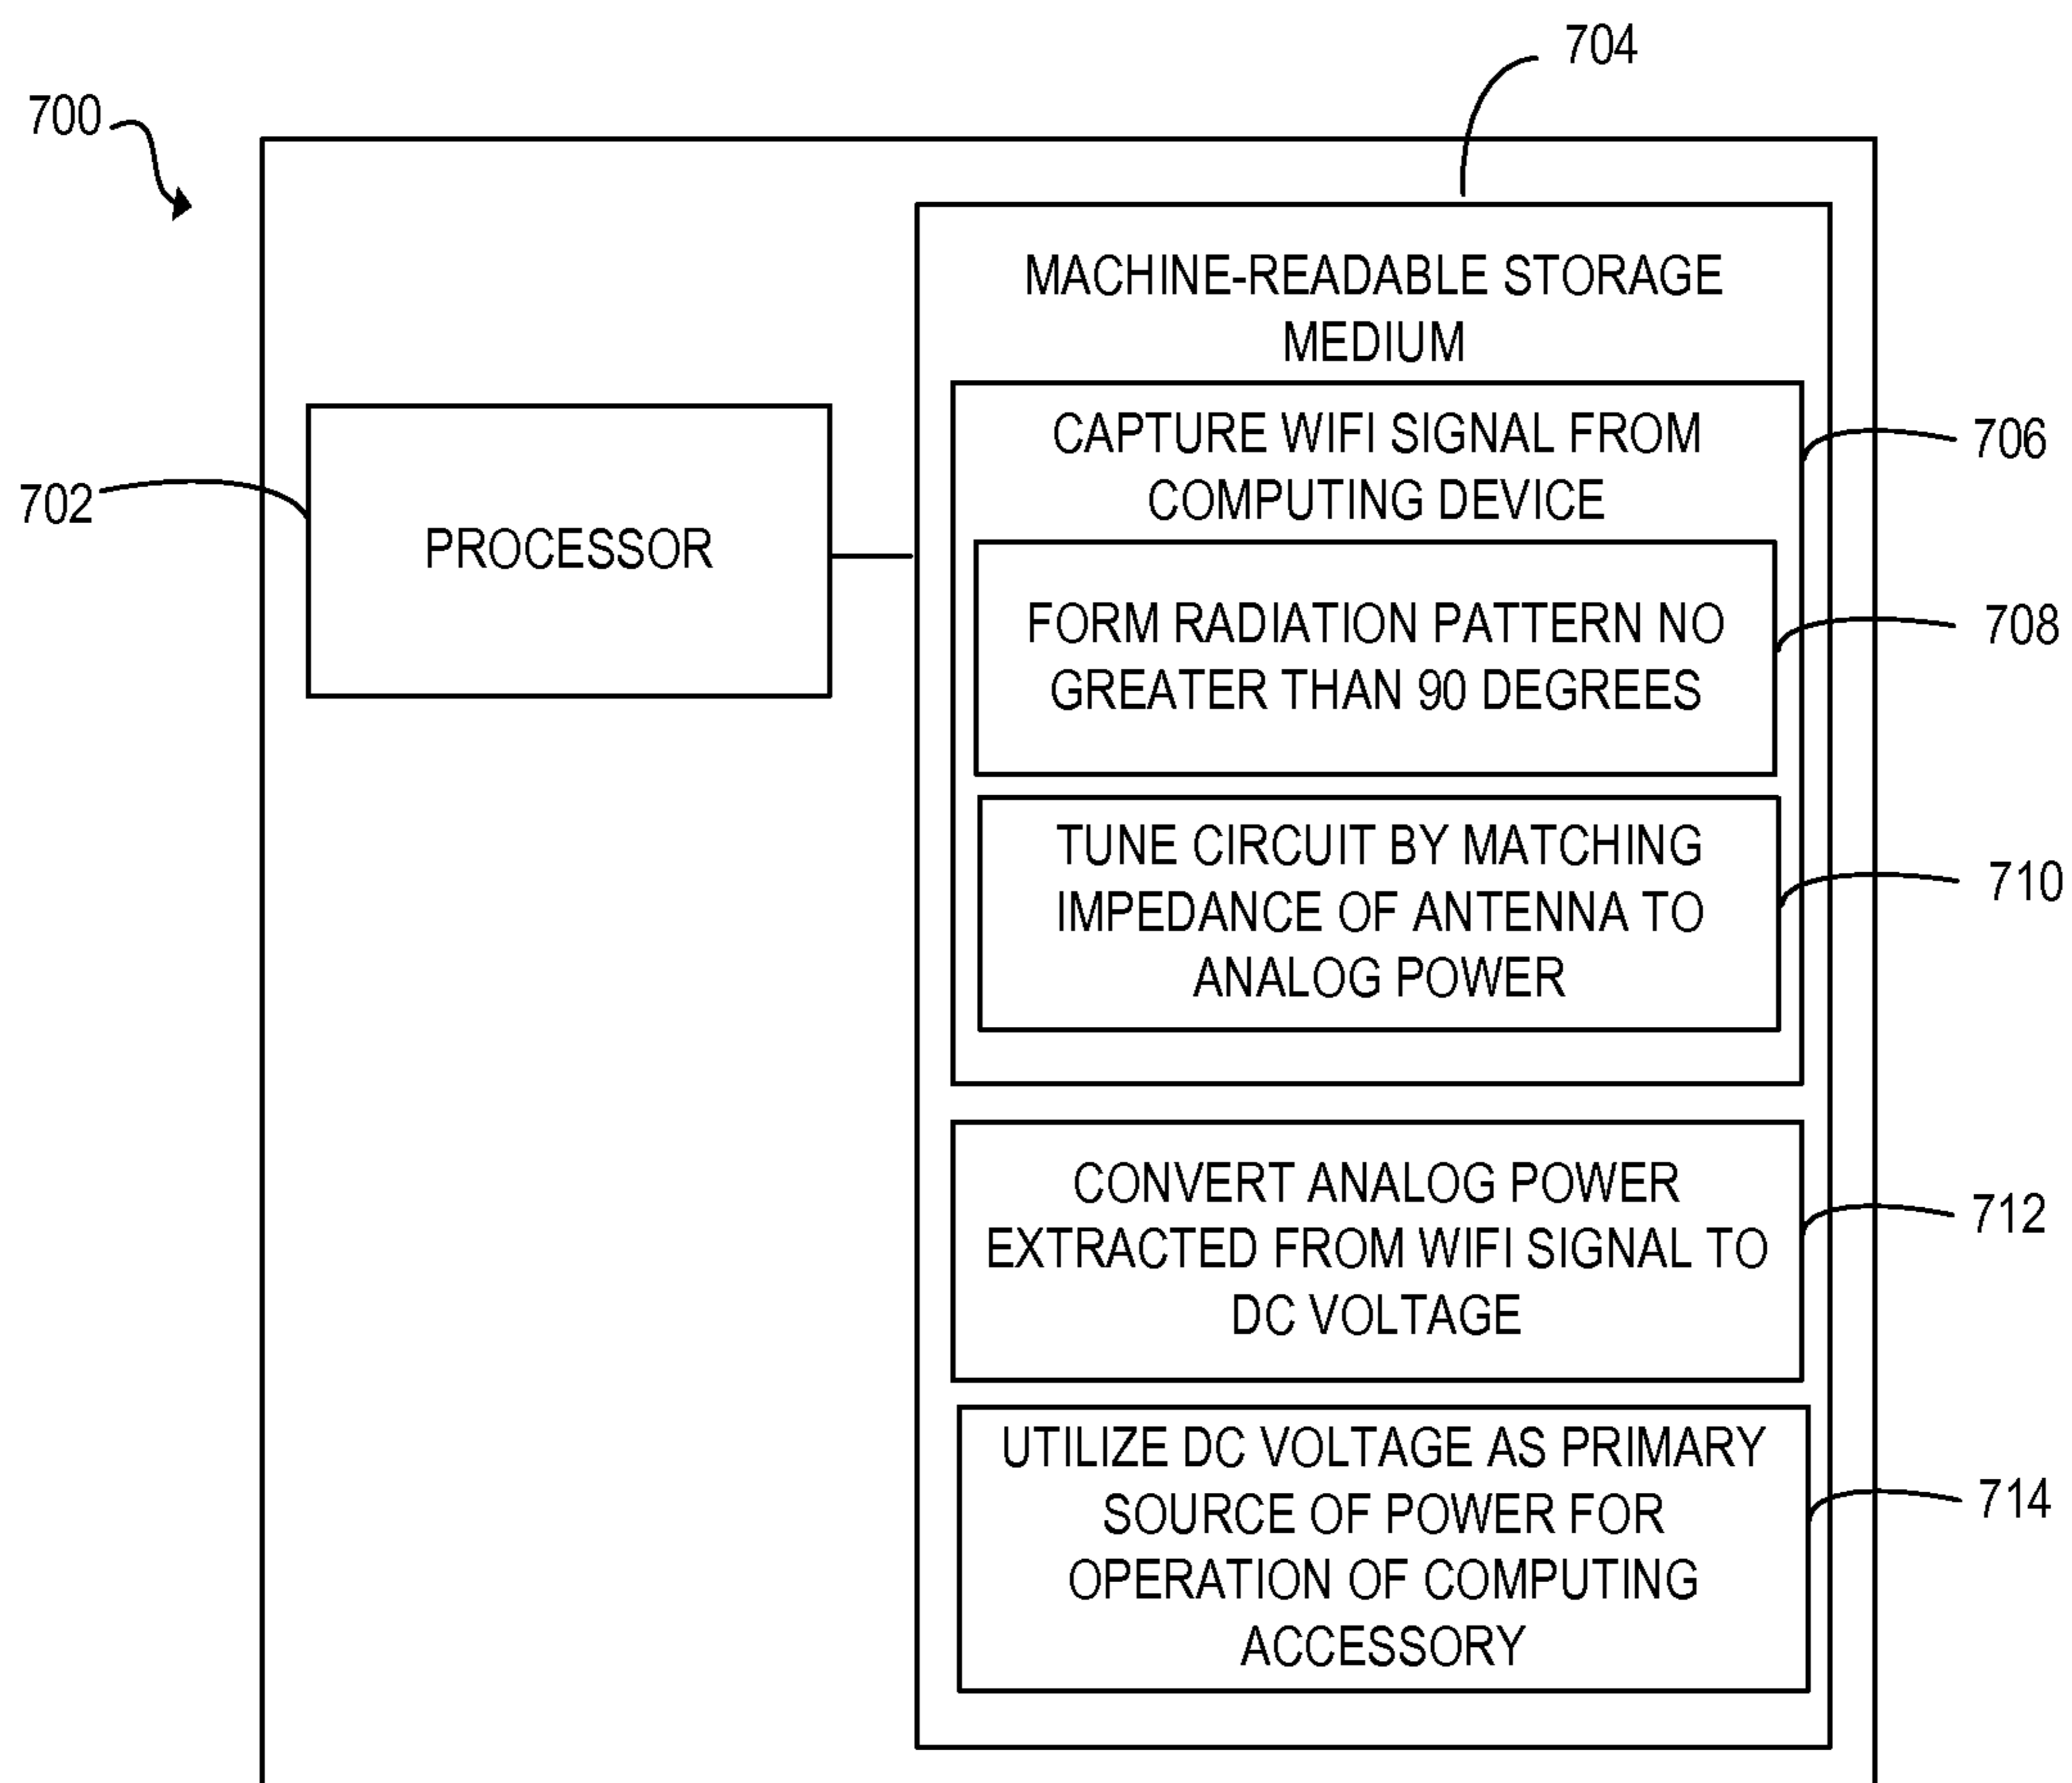 704
700
MACHINE-READABLE STORAGE
MEDIUM
CAPTURE WIFI SIGNAL FROM
COMPUTING DEVICE
706
702
PROCESSOR
FORM RADIATION PATTERN NO
GREATER THAN 90 DEGREES
708
TUNE CIRCUIT BY MATCHING
IMPEDANCE OF ANTENNA TO
ANALOG POWER
710
CONVERT ANALOG POWER
EXTRACTED FROM WIFI SIGNAL TO
DC VOLTAGE
712
UTILIZE DC VOLTAGE AS PRIMARY
SOURCE OF POWER FOR
OPERATION OF COMPUTING
ACCESSORY
714